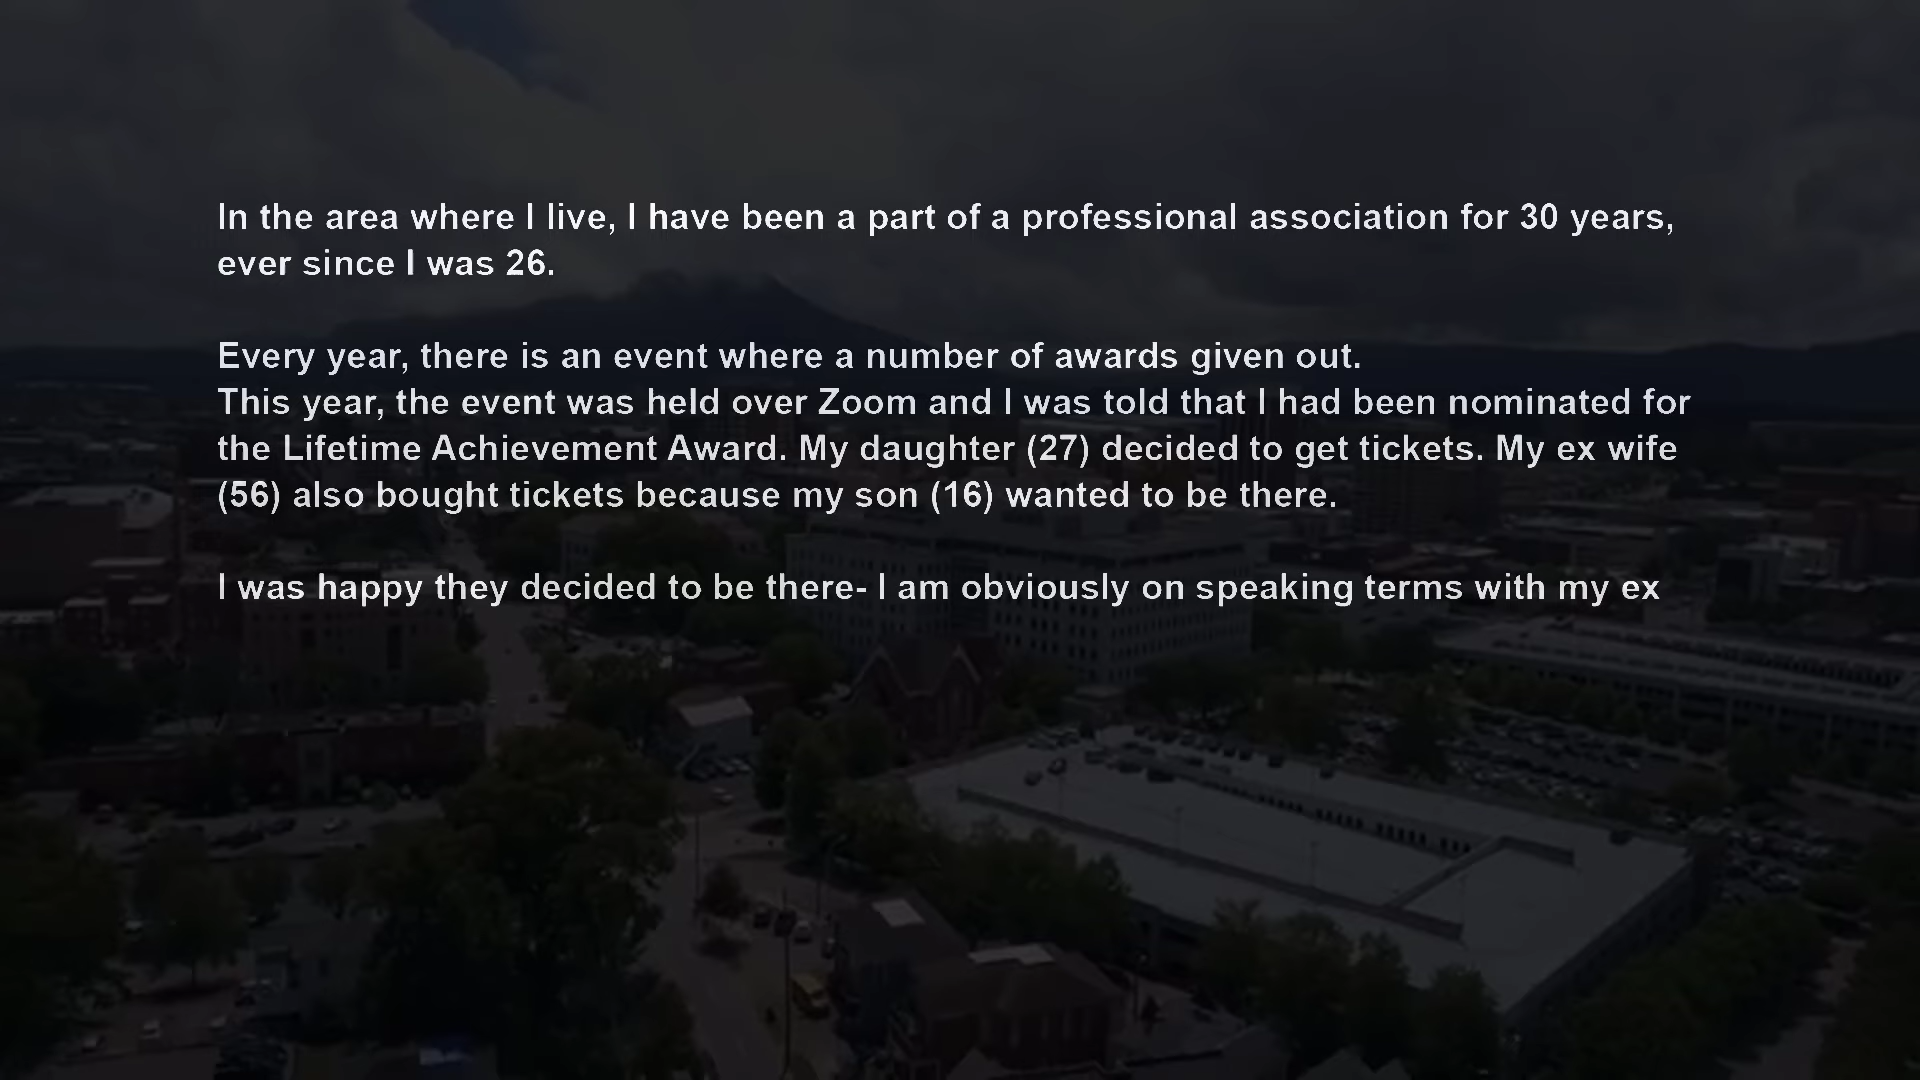 In the area where I live, I have been a part of a professional association for 30 years,
ever since I was 26.
Every year, there is an event where a number of awards given out.
This year, the event was held over Zoom and I was told that I had been nominated for
the Lifetime Achievement Award. My daughter (27) decided to get tickets. My ex wife
(56) also bought tickets because my son (16) wanted to be there.
I was happy they decided to be there- I am obviously on speaking terms with my ex